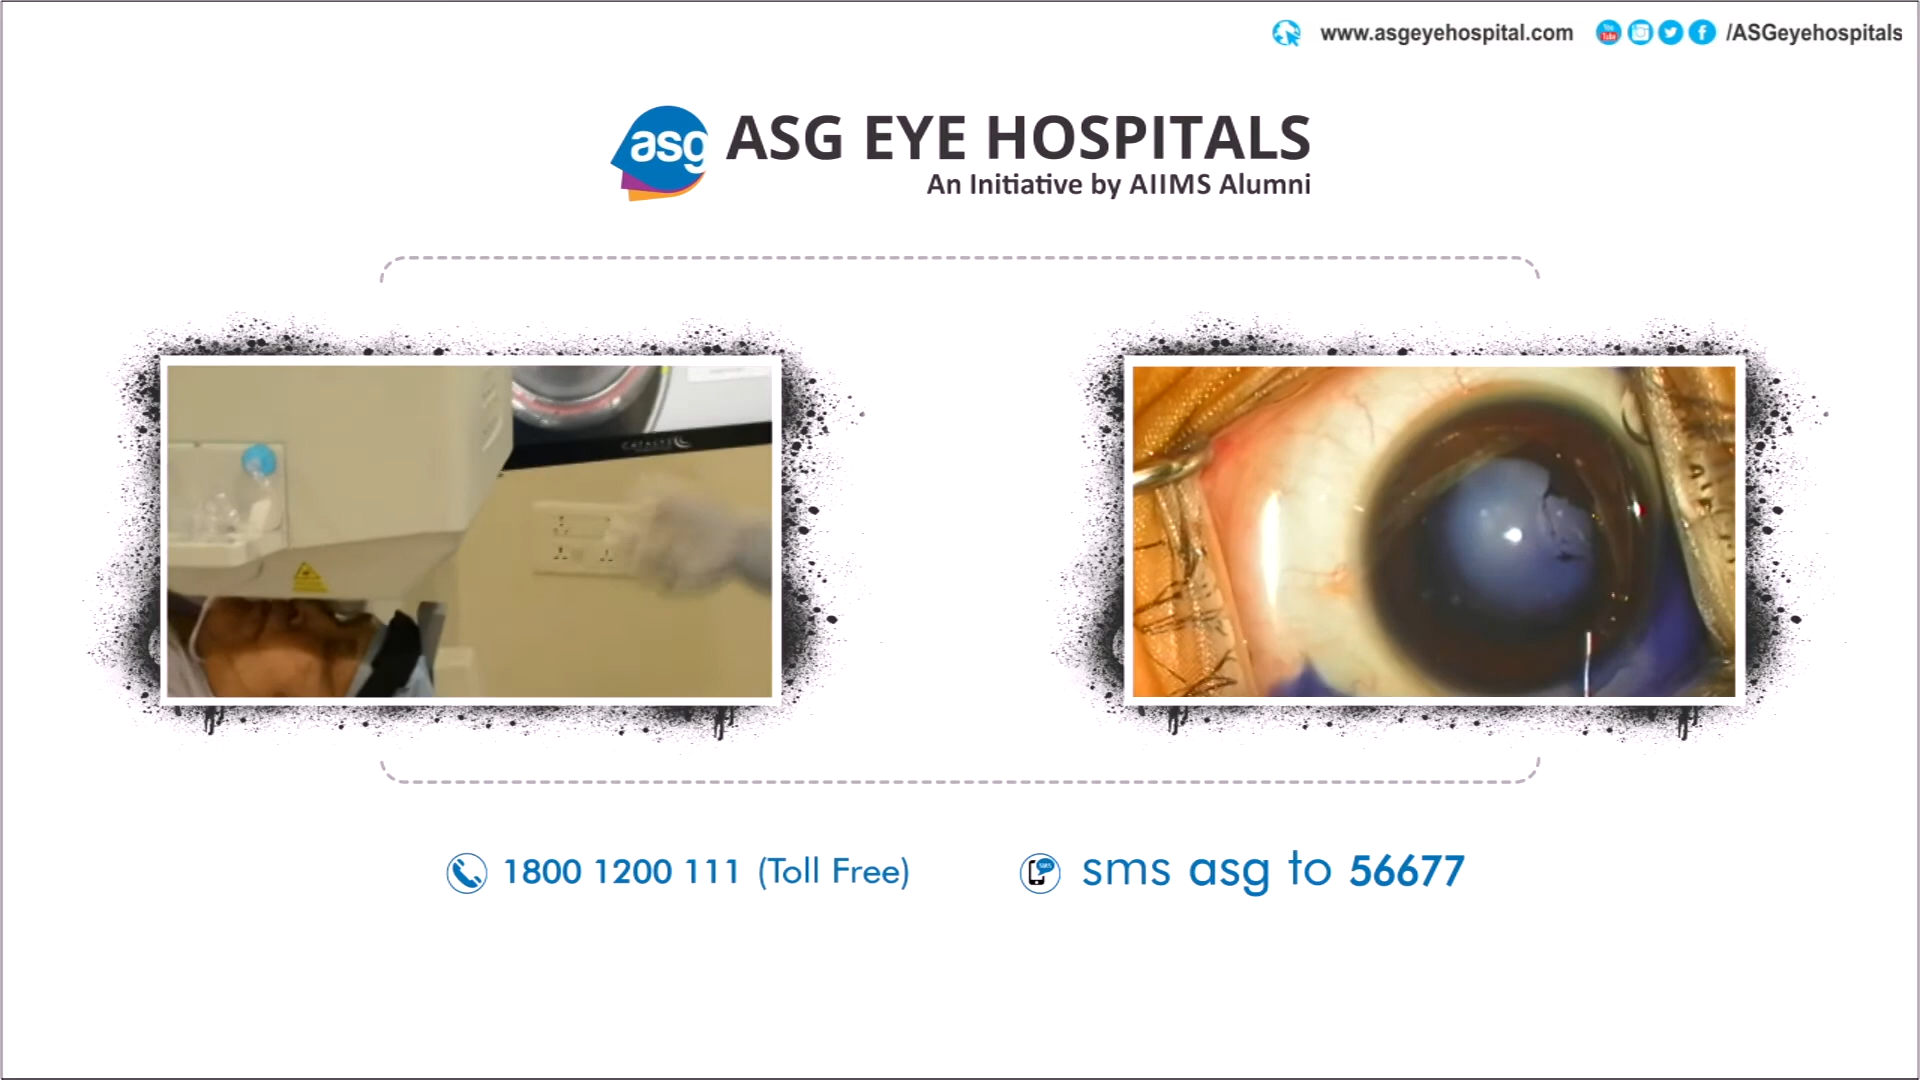 www.asgeyehospital.com /ASGeyehospitals
asg ASG EYE HOSPITALS
An Initiative by AIIMS Alumni
CATALYS
1800 1200 111 (Toll Free)
sms asg to 56677